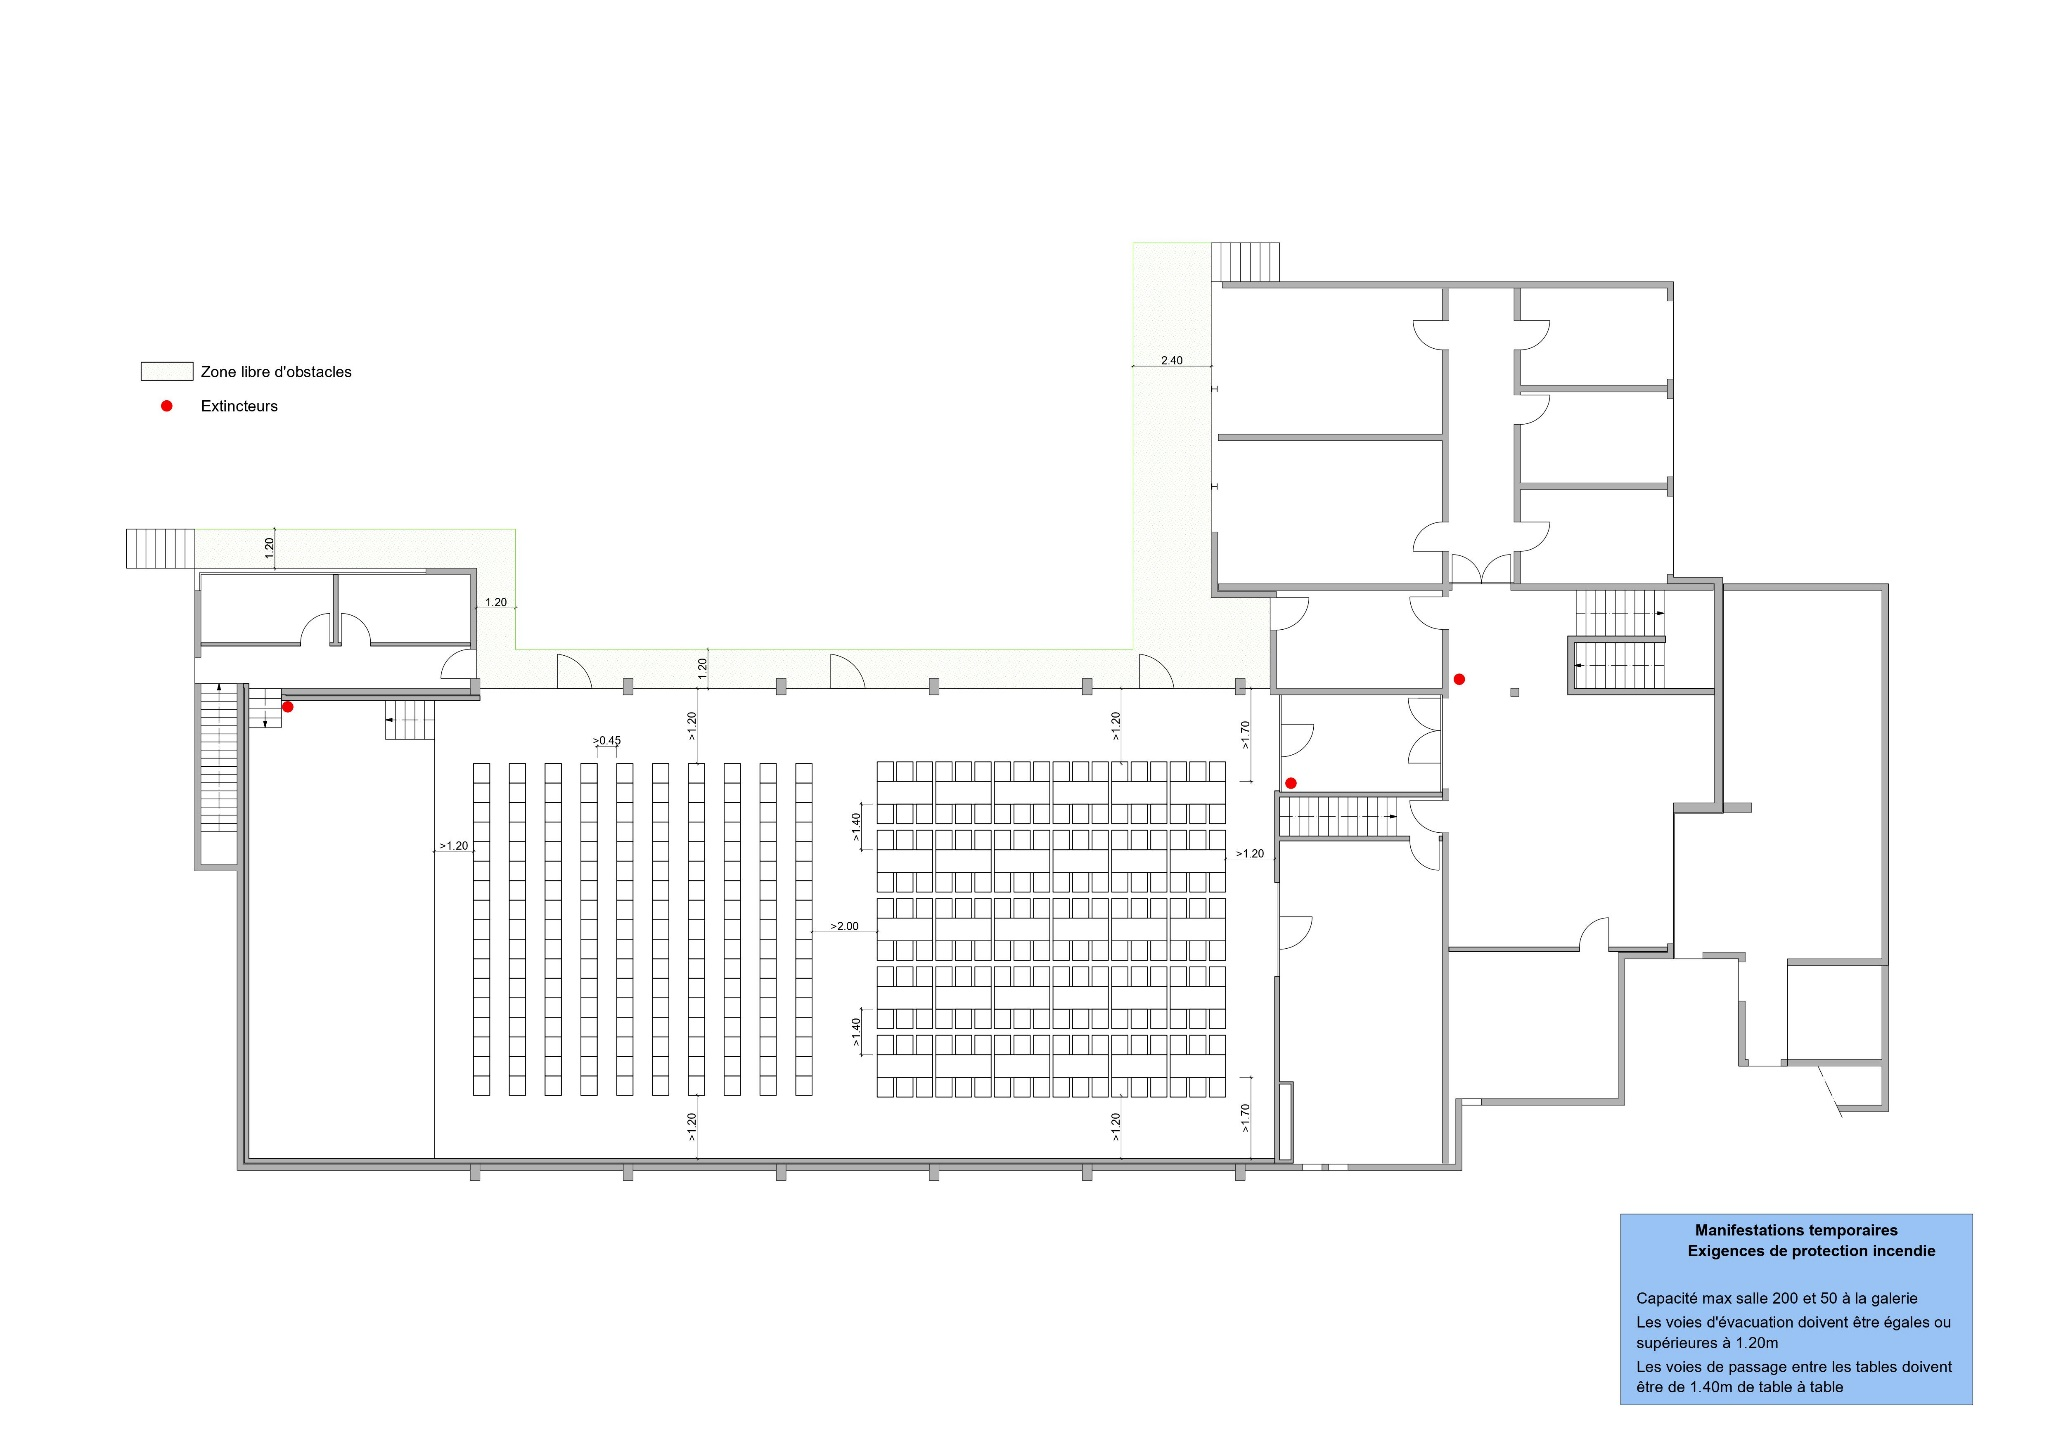 2.40
Zone libre d'obstacles
Extincteurs
1.20
1.20
1.20
>1.20
>1.20
>1.70
>0.45
>1.40
>1.20
>1.20
>2.00
>1.40
>1.20
>1.20
>1.70
Manifestations temporaires
Exigences de protection incendie
Capacité max salle 200 et 50 à la galerie
Les voies d'évacuation doivent être égales ou
supérieures à 1.20m
Les voies de passage entre les tables doivent
être de 1.40m de table à table